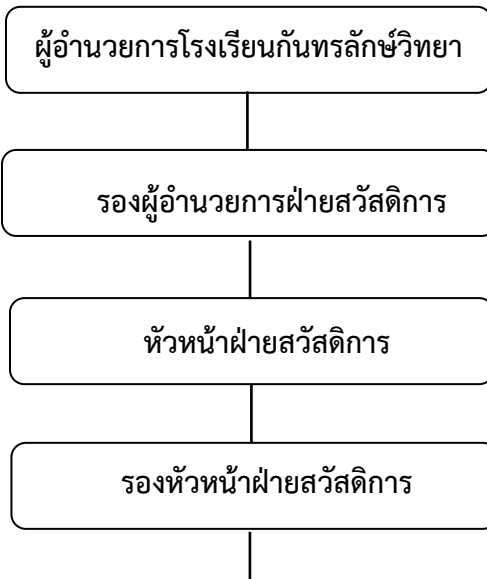 ผู้อำนวยการโรงเรียนกันทรลักษ์วิทยา
รองผู้อำนวยการฝ่ายสวัสดิการ
หัวหน้าฝ่ายสวัสดิการ
รองหัวหน้าฝ่ายสวัสดิการ